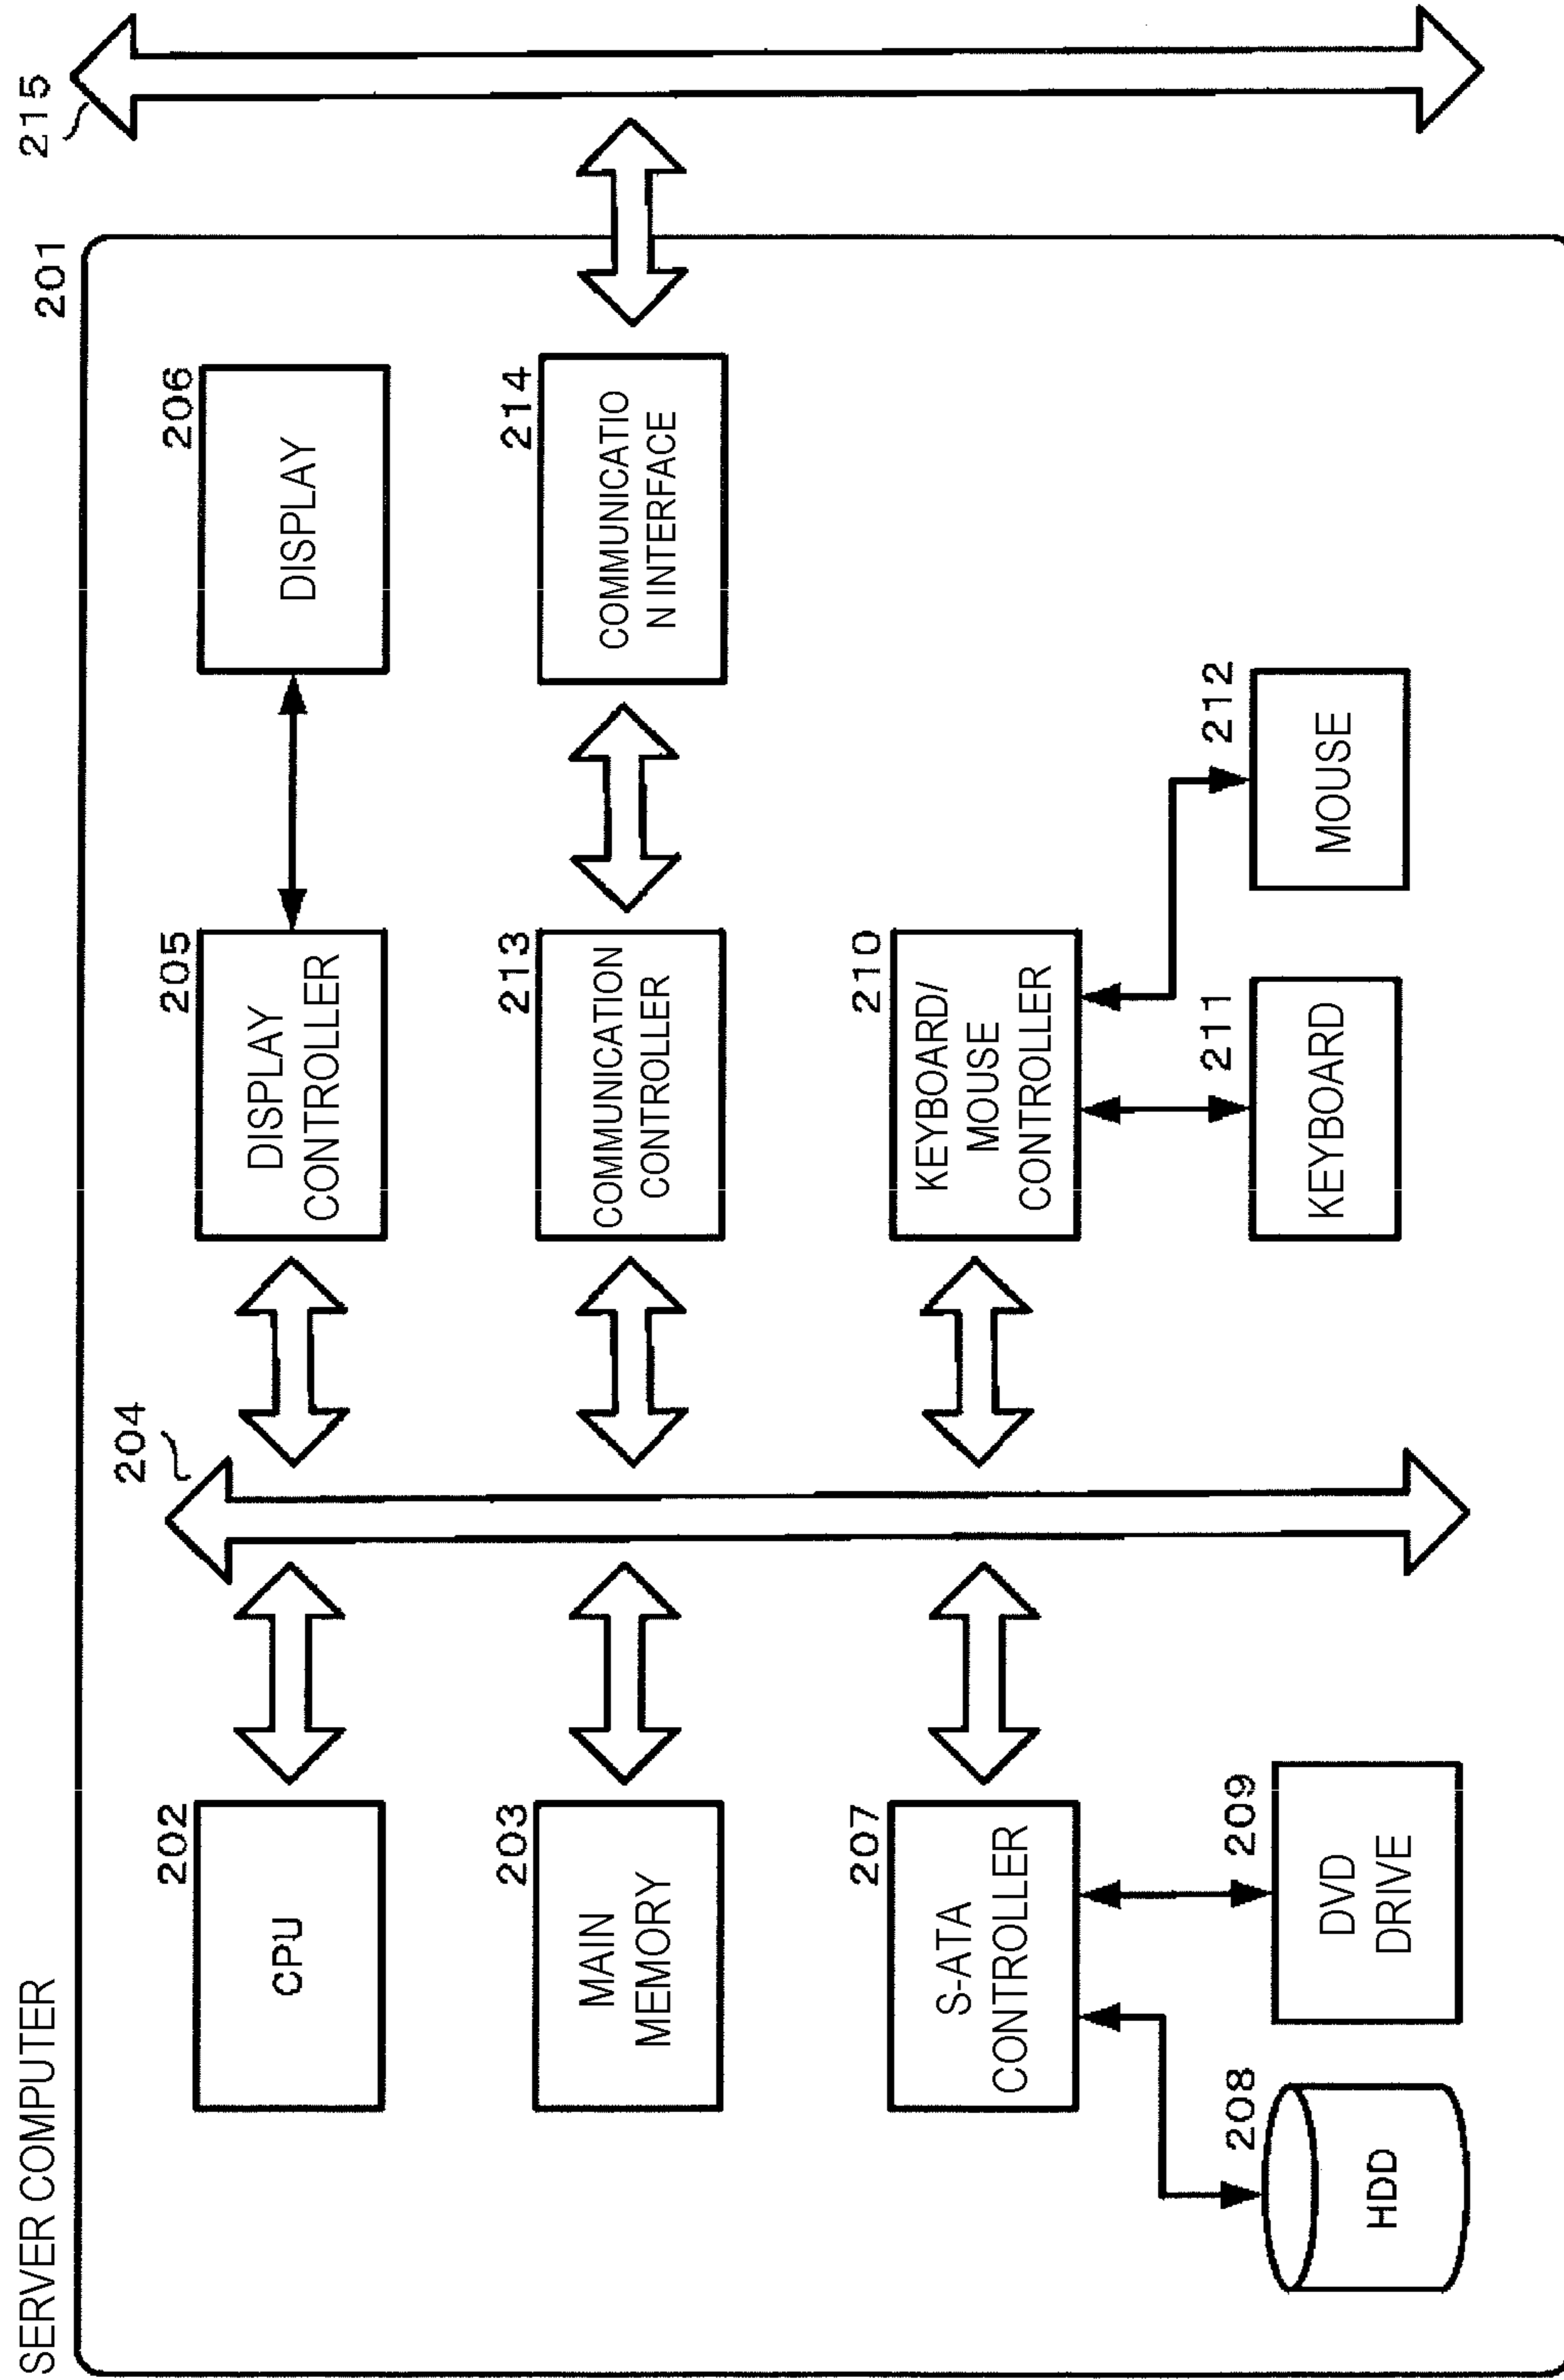 SERVER COMPUTER
201
215
202
CPU
204
205
DISPLAY
CONTROLLER
206
DISPLAY
203
MAIN
MEMORY
213
COMMUNICATION
CONTROLLER
214
COMMUNICATIO
N INTERFACE
207
S-ATA
CONTROLLER
210
KEYBOARD/
MOUSE
CONTROLLER
208
HDD
209
DVD
DRIVE
211
KEYBOARD
212
MOUSE